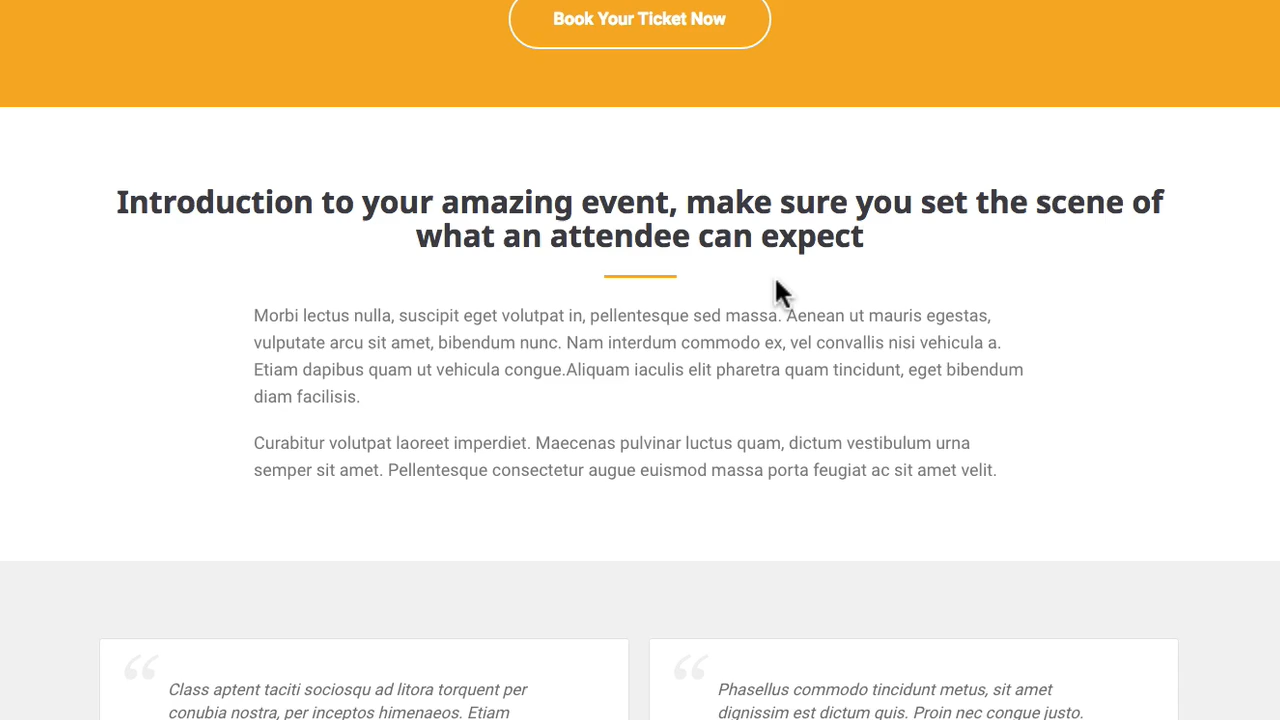 Book Your Ticket Now
Introduction to your amazing event, make sure you set the scene of
what an attendee can expect
Morbi lectus nulla, suscipit eget volutpat in, pellentesque sed massa. Aenean ut mauris egestas,
vulputate arcu sit amet, bibendum nunc. Nam interdum commodo ex, vel convallis nisi vehicula a.
Etiam dapibus quam ut vehicula congue.Aliquam iaculis elit pharetra quam tincidunt, eget bibendum
diam facilisis.
Curabitur volutpat laoreet imperdiet. Maecenas pulvinar luctus quam, dictum vestibulum urna
semper sit amet. Pellentesque consectetur augue euismod massa porta feugiat ac sit amet velit.
“
Class aptent taciti sociosqu ad litora torquent per
conubia nostra, per inceptos himenaeos. Etiam
“
Phasellus commodo tincidunt metus, sit amet
dignissim est dictum quis. Proin nec congue justo.